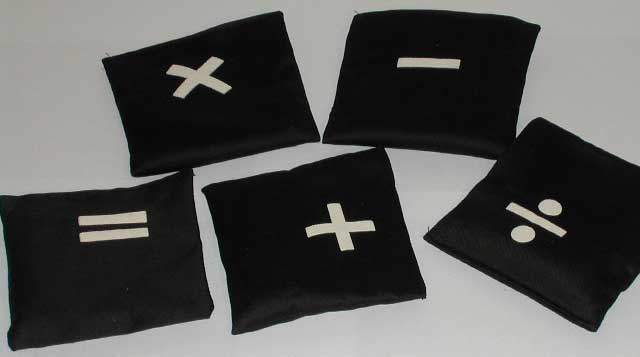 × −
= + ÷